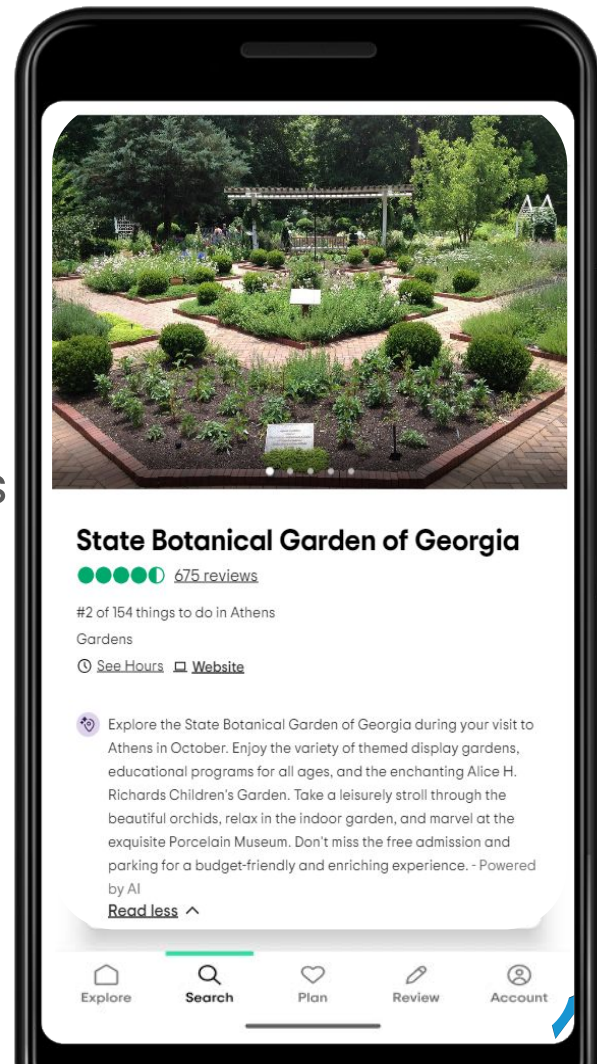 s
State Botanical Garden of Georgia
675 reviews
#2 of 154 things to do in Athens
Gardens
See Hours Website
Explore the State Botanical Garden of Georgia during your visit to
Athens in October. Enjoy the variety of themed display gardens,
educational programs for all ages, and the enchanting Alice H.
Richards Children's Garden. Take a leisurely stroll through the
beautiful orchids, relax in the indoor garden, and marvel at the
exquisite Porcelain Museum. Don't miss the free admission and
parking for a budget-friendly and enriching experience. - Powered
by AI
Read less
Explore Search Plan Review Account